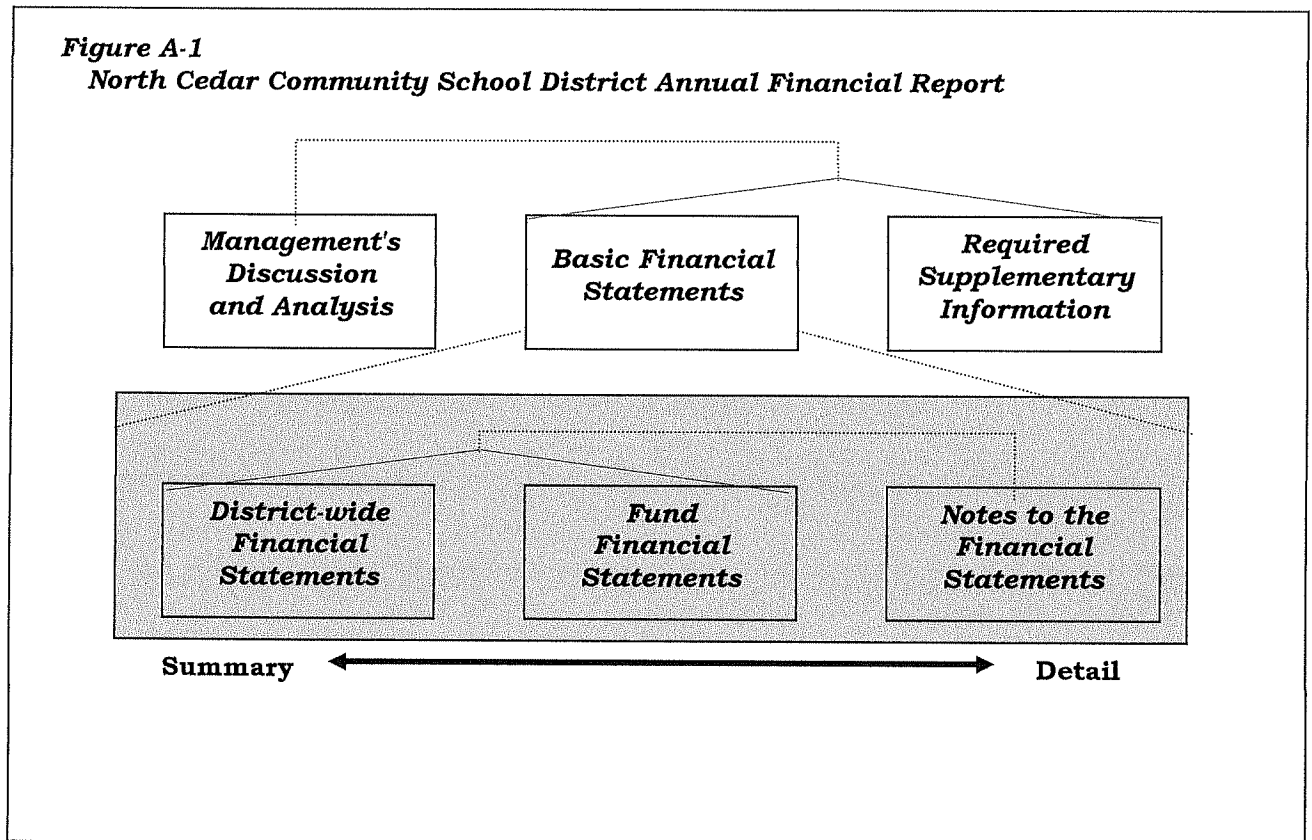 Figure A-1
North Cedar Community School District Annual Financial Report
Management's
Discussion
and Analysis
Basic Financial
Statements
Required
Supplementary
Information
District-wide
Financial
Statements
Fund
Financial
Statements
Notes to the
Financial
Statements
Summary
Detail